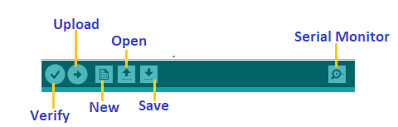 Upload
Open
Serial Monitor
Verify
New
Save